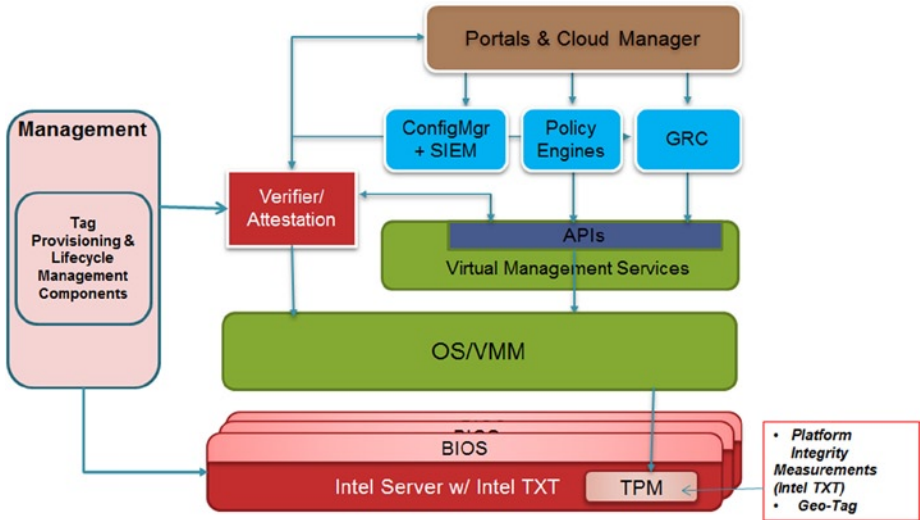 Portals & Cloud Manager
Management
ConfigMgr
+ SIEM
Policy
Engines
GRC
Verifier/
Attestation
Tag
Provisioning &
Lifecycle
Management
Components
APIs
Virtual Management Services
OS/VMM
BIOS
Intel Server w/ Intel TXT
TPM
• Platform
Integrity
Measurements
(Intel TXT)
• Geo-Tag